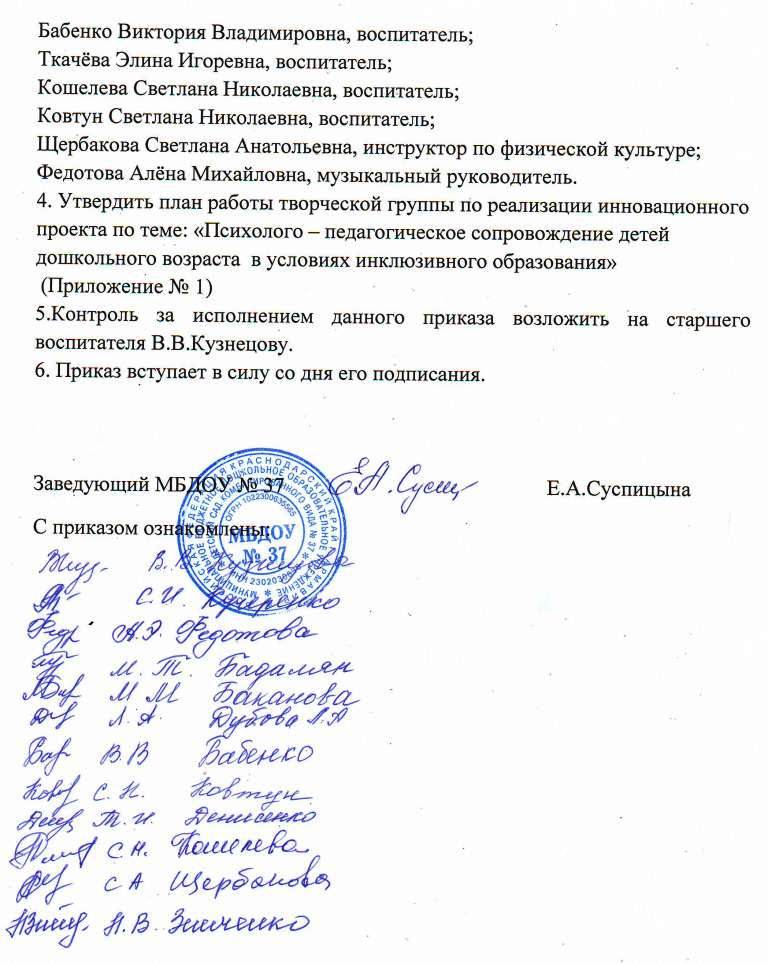 Бабенко Виктория Владимировна, воспитатель;
Ткачёва Элина Игоревна, воспитатель;
Кошелева Светлана Николаевна, воспитатель;
Ковтун Светлана Николаевна, воспитатель;
Щербакова Светлана Анатольевна, инструктор по физической культуре;
Федотова Алёна Михайловна, музыкальный руководитель.
4. Утвердить план работы творческой группы по реализации инновационного
проекта по теме: «Психолого – педагогическое сопровождение детей
дошкольного возраста в условиях инклюзивного образования»
(Приложение № 1)
5.Контроль за исполнением данного приказа возложить на старшего
воспитателя В.В.Кузнецову.
6. Приказ вступает в силу со дня его подписания.
Заведующий МБДОУ № 37 Е.А.Суспицына
С приказом ознакомлены:
МБДОУ
№ 37
В.В. Кузнецова
С.И. Кучеренко
Федотова
М. Т. Бадалян
М М Баканова
Л. А. Дубова Л.А
В.В Бабенко
С. Н. Ковтун
Т. И. Денисенко
С Н. Кошелева
С А Щербакова
Н. В. Зинченко